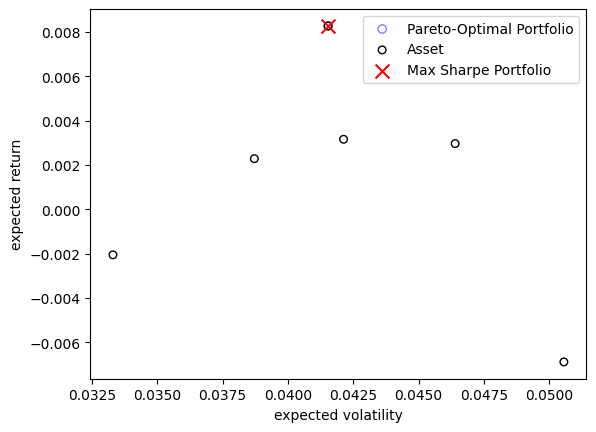 0.008
0.006
0.004
0.002
0.000
−0.002
−0.004
−0.006
expected return
Pareto-Optimal Portfolio
Asset
Max Sharpe Portfolio
0.0325 0.0350 0.0375 0.0400 0.0425 0.0450 0.0475 0.0500
expected volatility